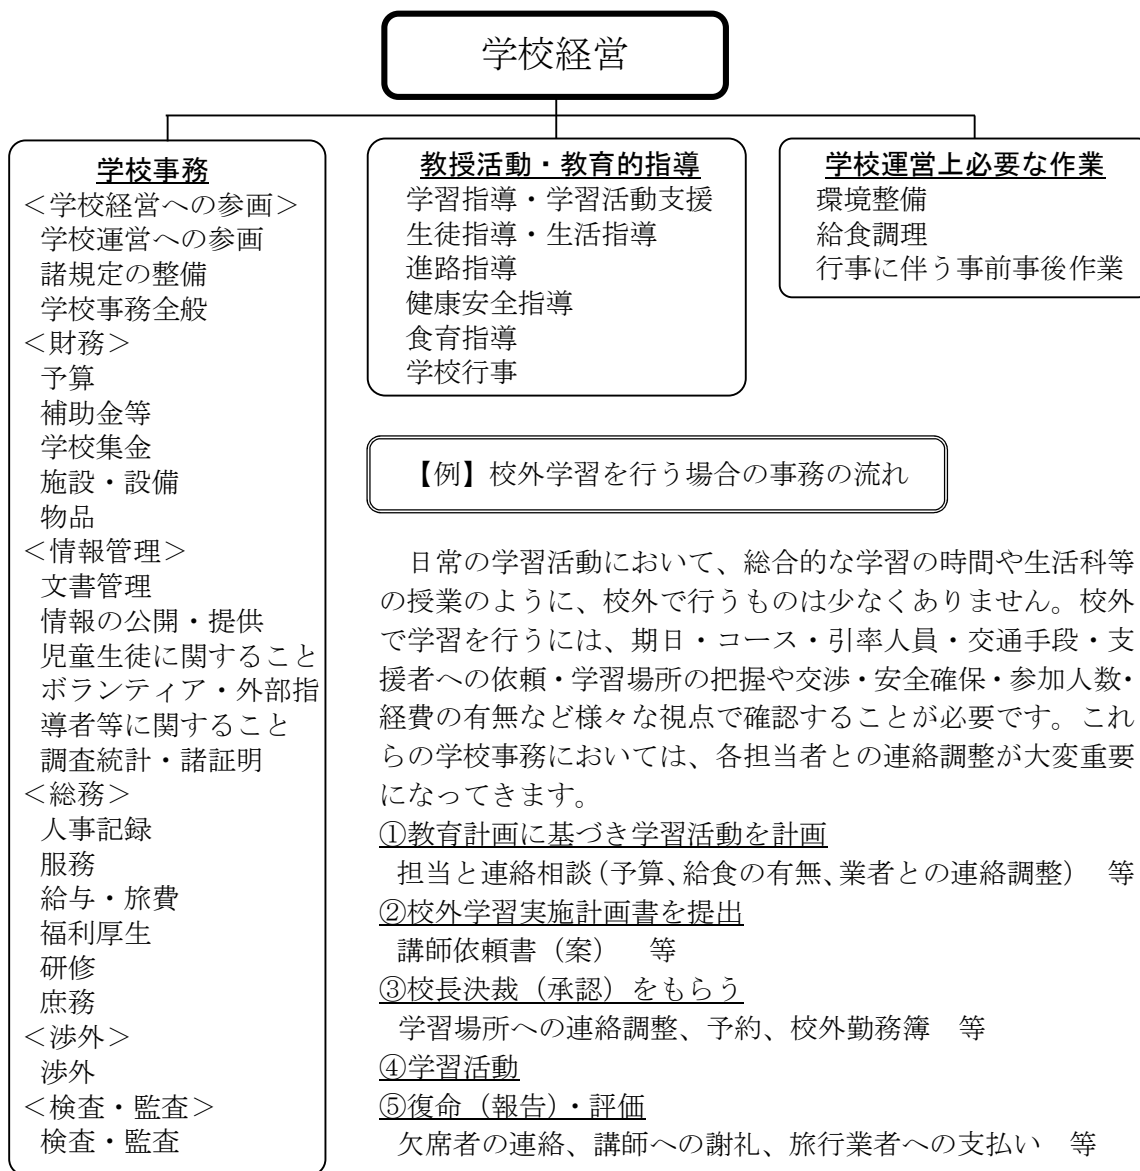 学校経営
学校事務
＜学校経営への参画＞
学校運営への参画
諸規定の整備
学校事務全般
＜財務＞
予算
補助金等
学校集金
施設・設備
物品
＜情報管理＞
文書管理
情報の公開・提供
児童生徒に関すること
ボランティア・外部指
導者等に関すること
調査統計・諸証明
＜総務＞
人事記録
服務
給与・旅費
福利厚生
研修
庶務
＜渉外＞
渉外
＜検査・監査＞
検査・監査
教授活動・教育的指導
学習指導・学習活動支援
生徒指導・生活指導
進路指導
健康安全指導
食育指導
学校行事
学校運営上必要な作業
環境整備
給食調理
行事に伴う事前事後作業
【例】校外学習を行う場合の事務の流れ
日常の学習活動において、総合的な学習の時間や生活科等
の授業のように、校外で行うものは少なくありません。校外
で学習を行うには、期日・コース・引率人員・交通手段・支
援者への依頼・学習場所の把握や交渉・安全確保・参加人数・
経費の有無など様々な視点で確認することが必要です。これ
らの学校事務においては、各担当者との連絡調整が大変重要
になってきます。
①教育計画に基づき学習活動を計画
担当と連絡相談（予算、給食の有無、業者との連絡調整）　等
②校外学習実施計画書を提出
講師依頼書（案）　等
③校長決裁（承認）をもらう
学習場所への連絡調整、予約、校外勤務簿　等
④学習活動
⑤復命（報告）・評価
欠席者の連絡、講師への謝礼、旅行業者への支払い　等